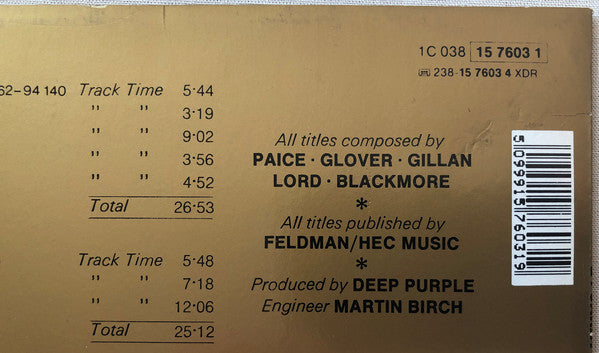 1C 038 15 7603 1
238-15 7603 4 XDR
62-94 140 Track Time 5·44
" " 3·19
" " 9·02
" " 3·56
" " 4·52
Total 26·53
Track Time 5·48
" " 7·18
" " 12·06
Total 25·12
All titles composed by
PAICE · GLOVER · GILLAN
LORD · BLACKMORE
*
All titles published by
FELDMAN/HEC MUSIC
*
Produced by DEEP PURPLE
Engineer MARTIN BIRCH
5 099915 760319